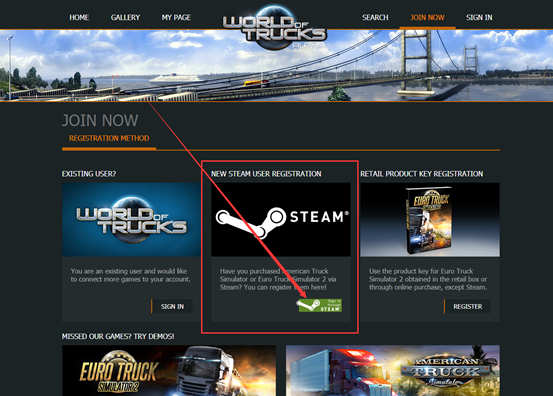 HOME
GALLERY
MY PAGE
WORLD OF
TRUCKS
SEARCH
JOIN NOW
SIGN IN
JOIN NOW
REGISTRATION METHOD
EXISTING USER?
WORLD OF
TRUCKS
You are an existing user and would like
to connect more games to your account.
SIGN IN
NEW STEAM USER REGISTRATION
STEAM®
Have you purchased American Truck
Simulator or Euro Truck Simulator 2 via
Steam? You can register them here!
STEAM
RETAIL PRODUCT KEY REGISTRATION
EURO TRUCK
Use the product key for Euro Truck
Simulator 2 obtained in the retail box or
through online purchase, except Steam.
REGISTER
MISSED OUR GAMES? TRY DEMOS!
EURO TRUCK
SIMULATOR 2
AMERICAN
TRUCK
Simulator